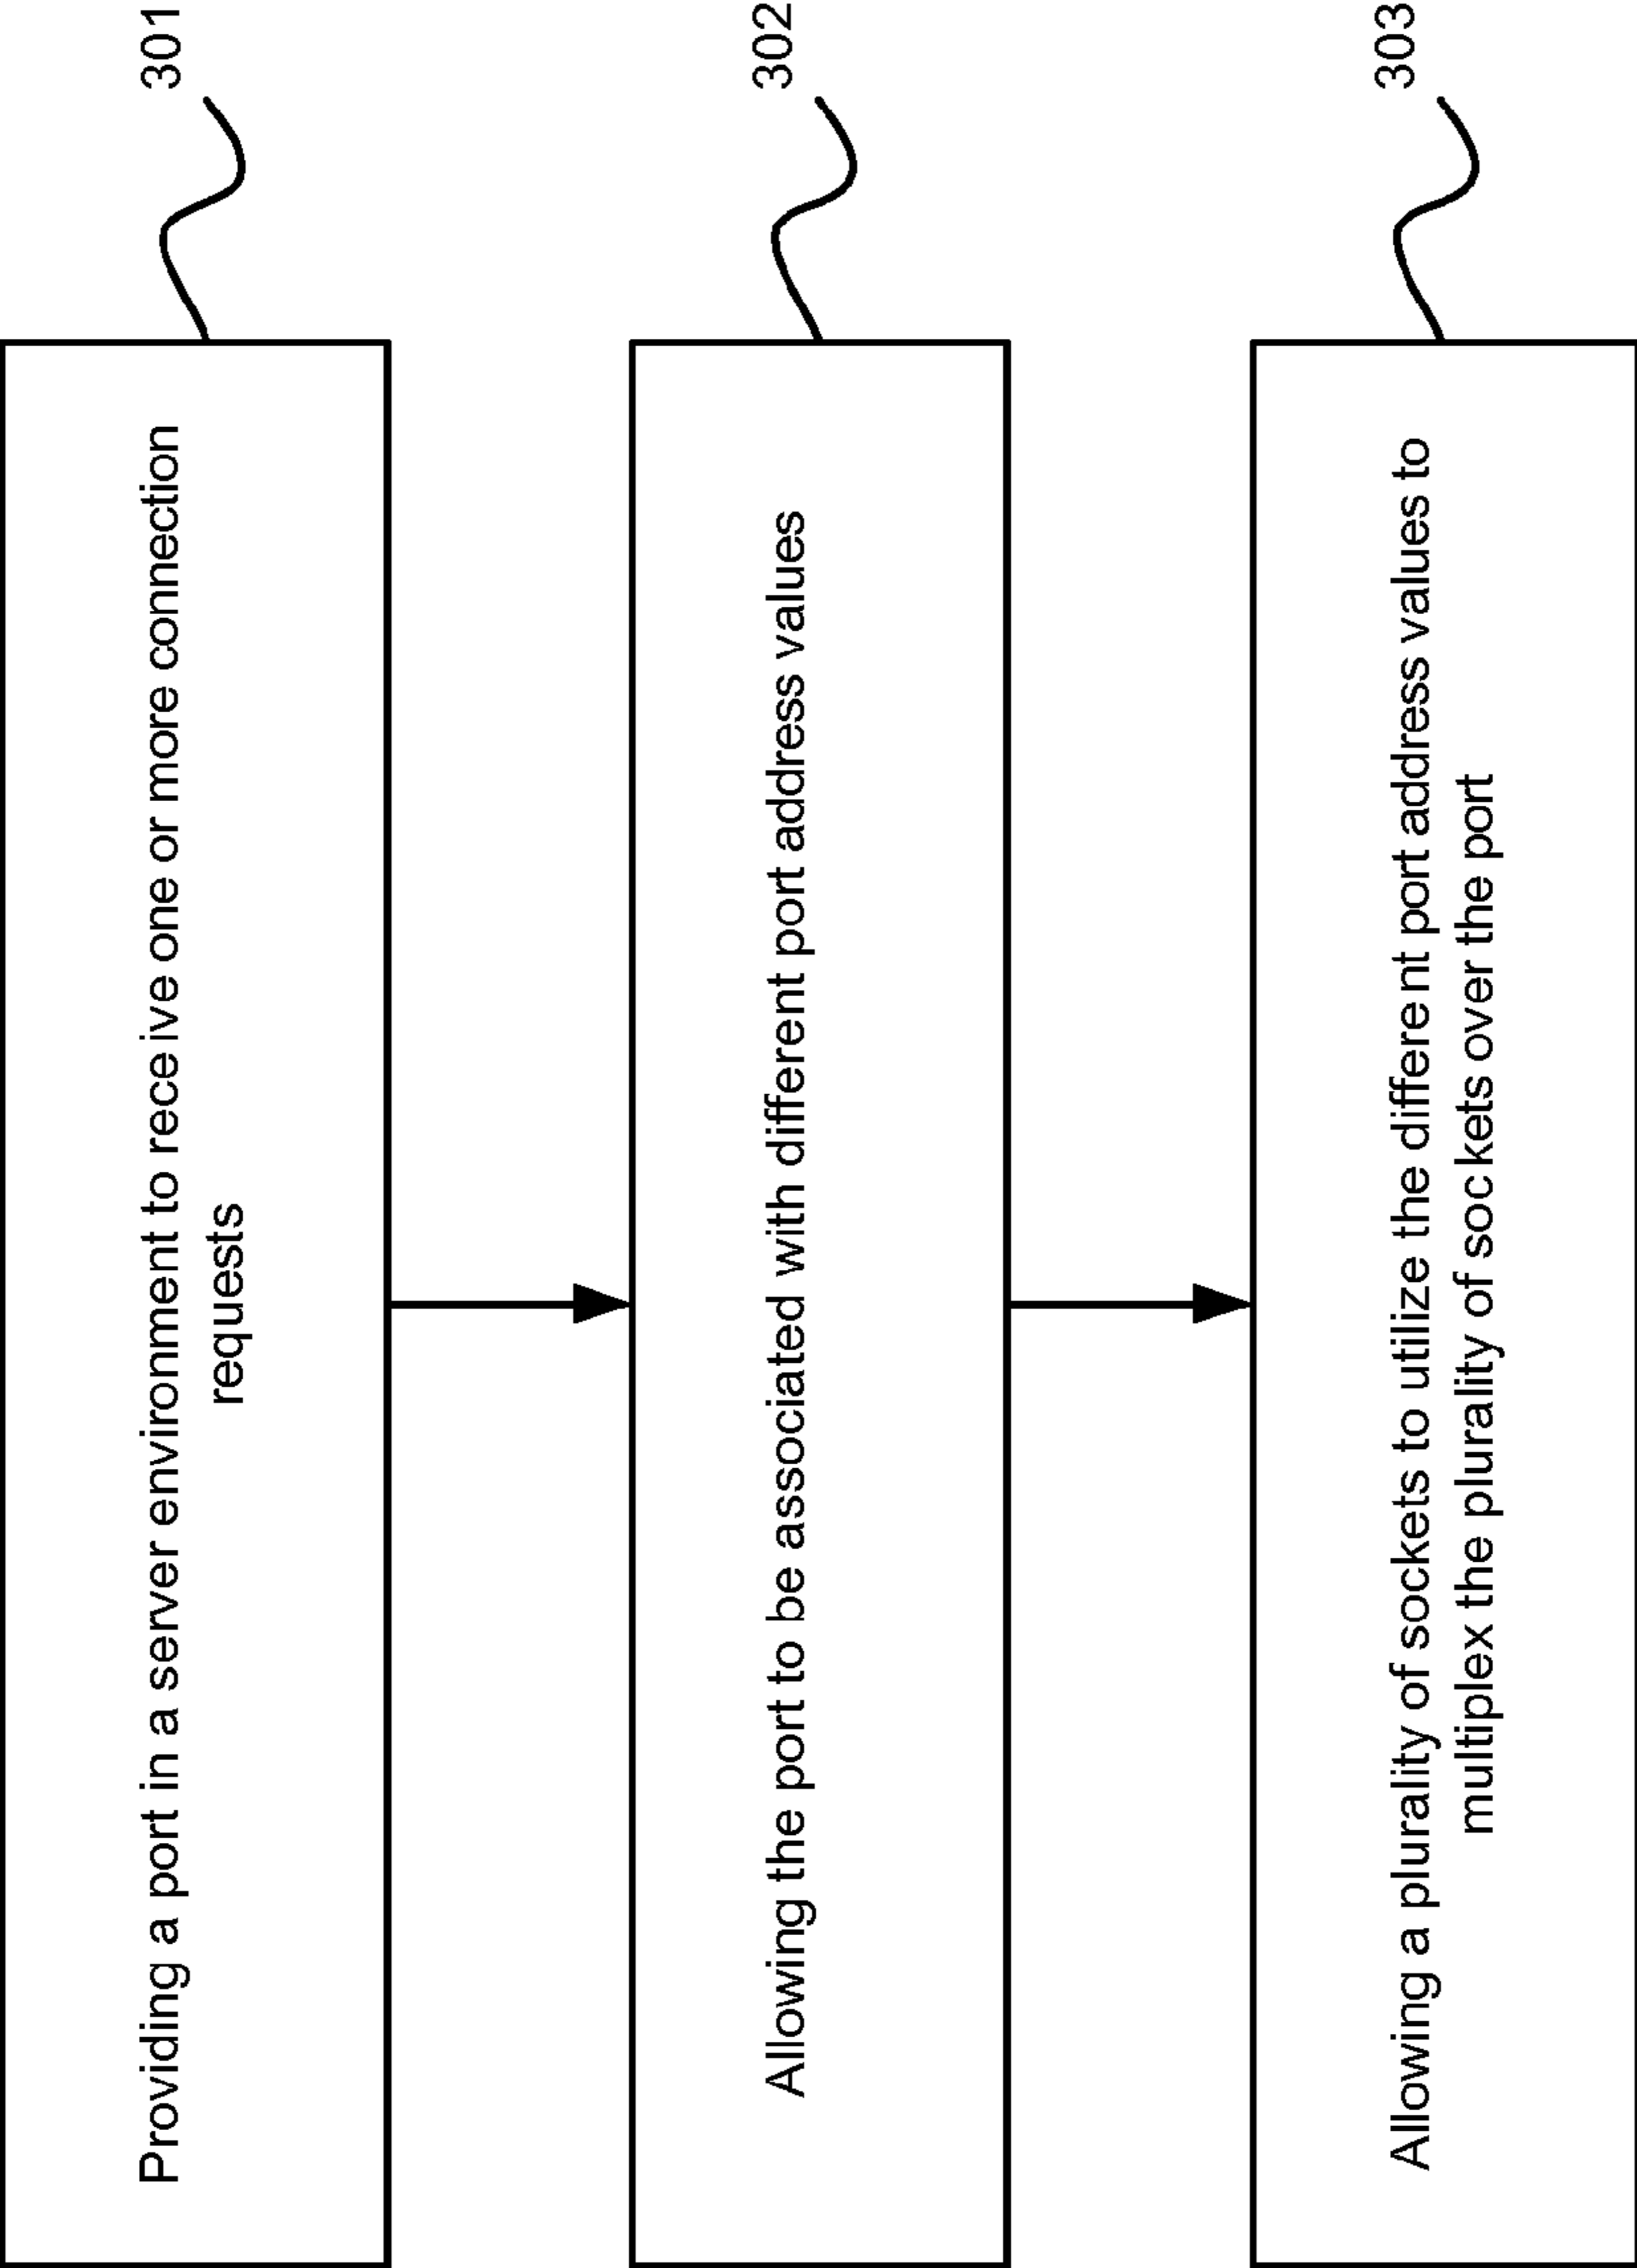 Providing a port in a server environment to receive one or more connection
requests
301
Allowing the port to be associated with different port address values
302
Allowing a plurality of sockets to utilize the different port address values to
multiplex the plurality of sockets over the port
303